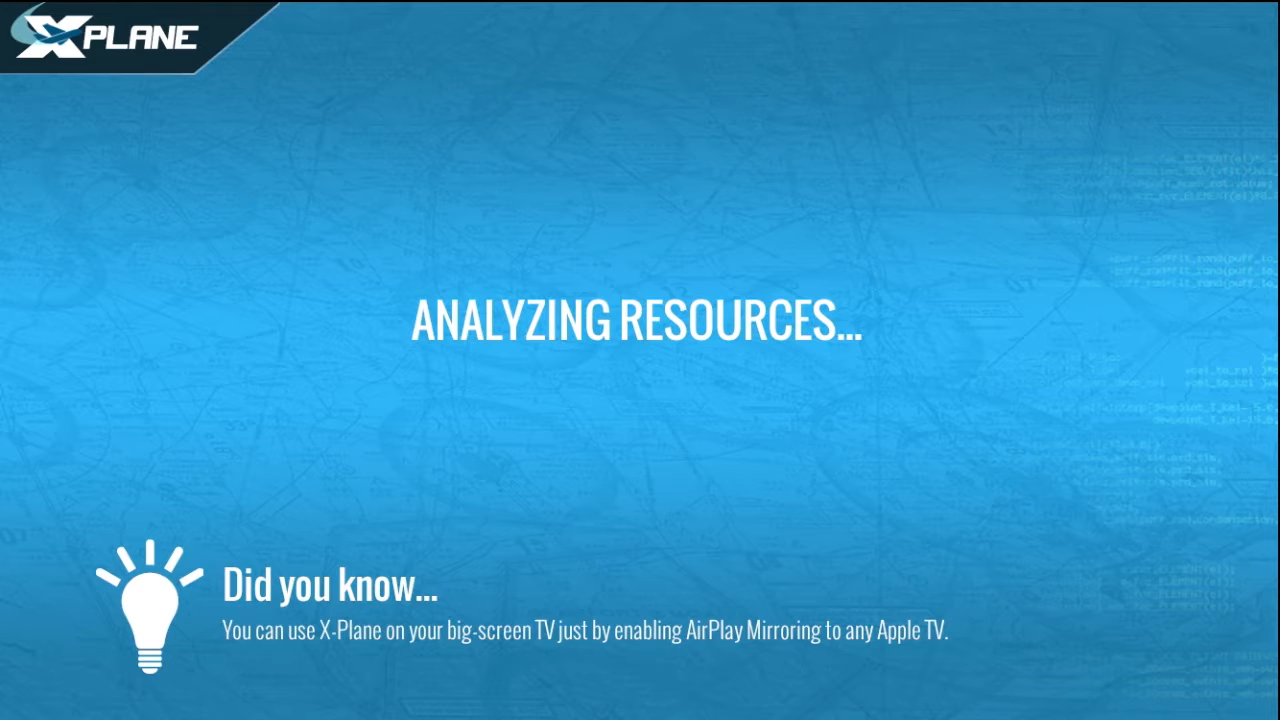 X PLANE
ANALYZING RESOURCES...
Did you know...
You can use X-Plane on your big-screen TV just by enabling AirPlay Mirroring to any Apple TV.